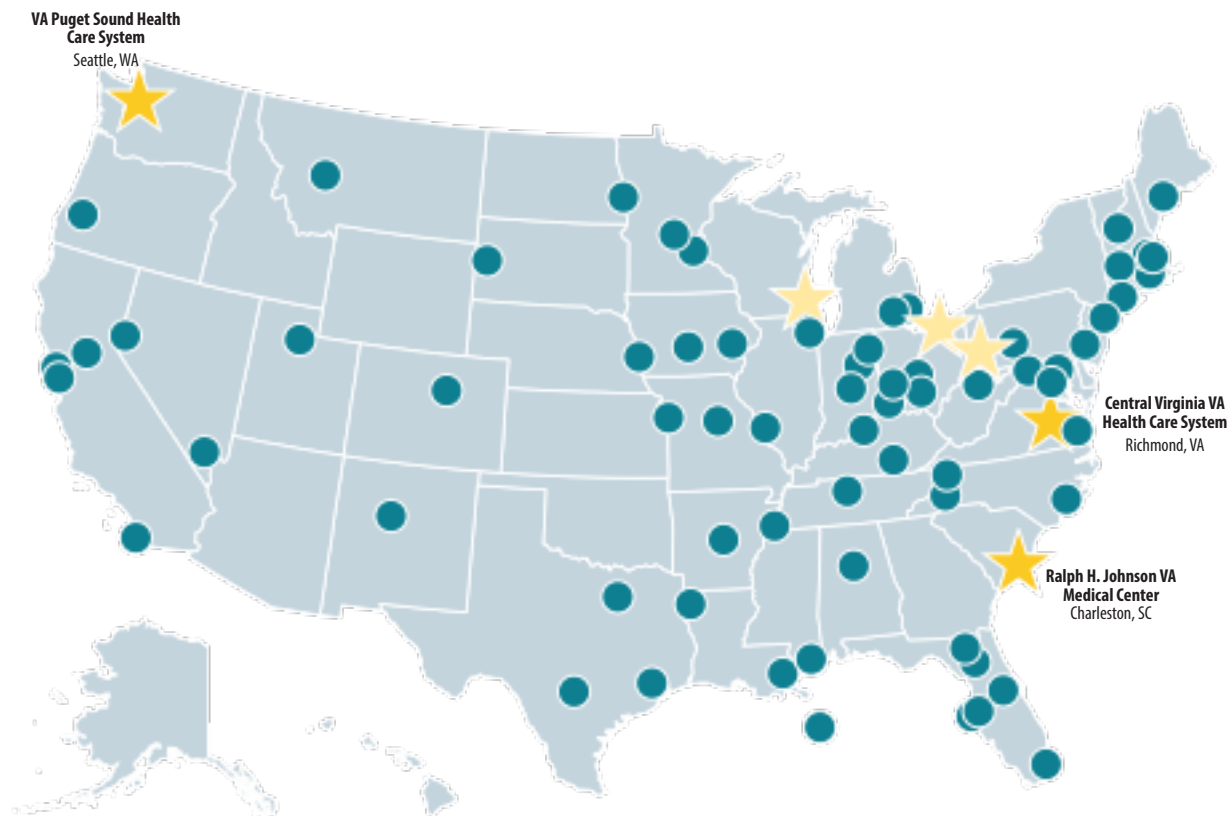 VA Puget Sound Health
Care System
Seattle, WA
Central Virginia VA
Health Care System
Richmond, VA
Ralph H. Johnson VA
Medical Center
Charleston, SC